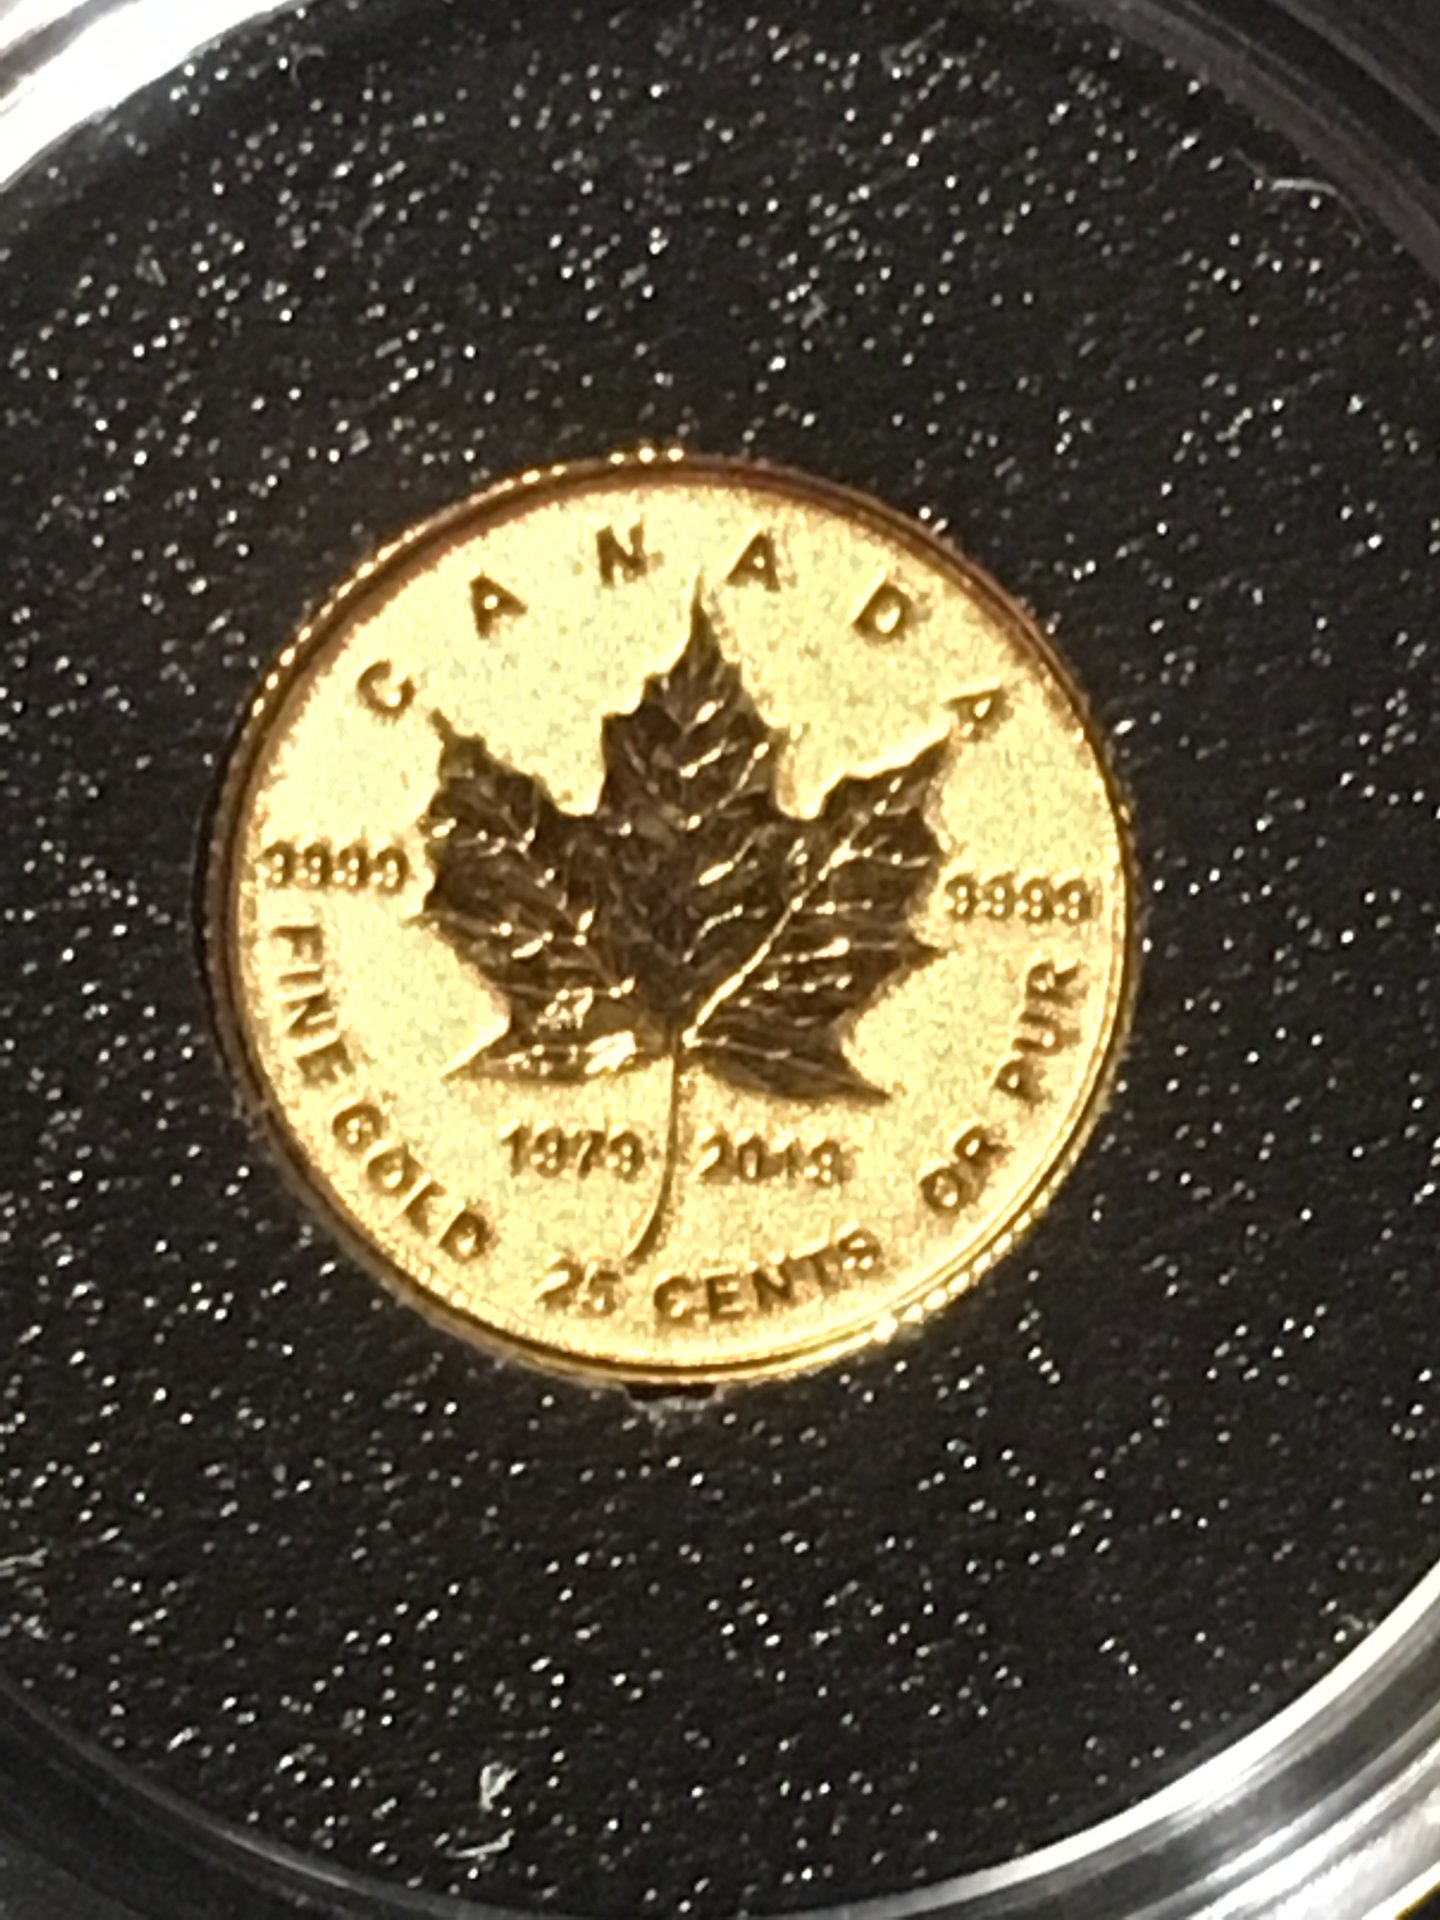 CANADA
9999
9999
FINE GOLD
1979 2019
25 CENTS
OR PUR